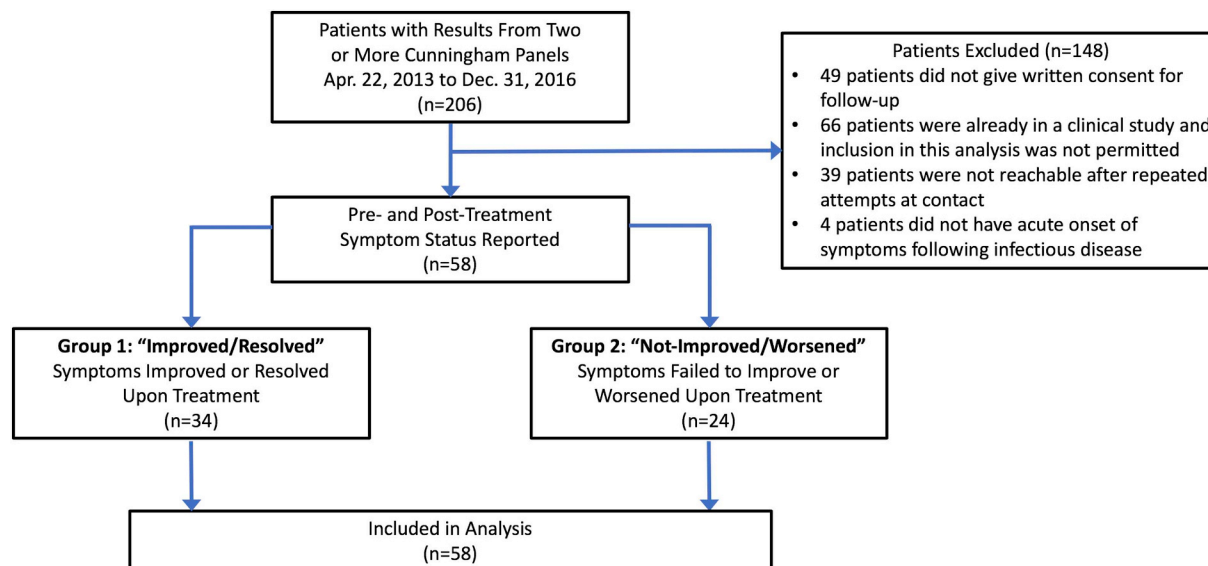 Patients with Results From Two
or More Cunningham Panels
Apr. 22, 2013 to Dec. 31, 2016
(n=206)
Patients Excluded (n=148)
• 49 patients did not give written consent for
follow-up
• 66 patients were already in a clinical study and
inclusion in this analysis was not permitted
• 39 patients were not reachable after repeated
attempts at contact
• 4 patients did not have acute onset of
symptoms following infectious disease
Pre- and Post-Treatment
Symptom Status Reported
(n=58)
Group 1: “Improved/Resolved”
Symptoms Improved or Resolved
Upon Treatment
(n=34)
Group 2: “Not-Improved/Worsened”
Symptoms Failed to Improve or
Worsened Upon Treatment
(n=24)
Included in Analysis
(n=58)